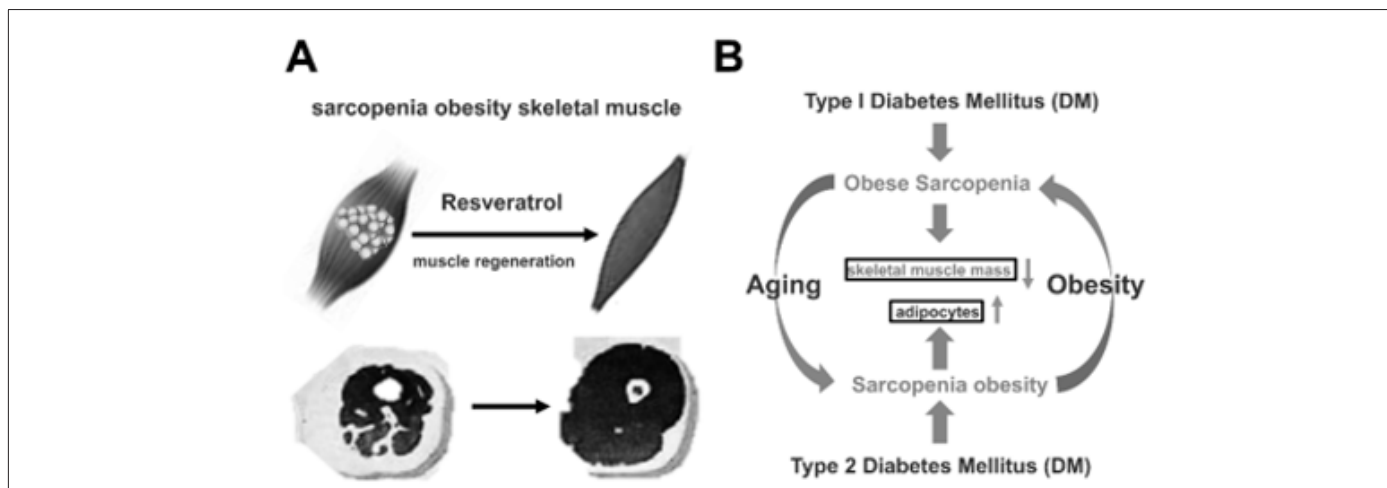 A
sarcopenia obesity skeletal muscle
Resveratrol
muscle regeneration
B
Type I Diabetes Mellitus (DM)
Obese Sarcopenia
skeletal muscle mass
Aging
Obesity
adipocytes
Sarcopenia obesity
Type 2 Diabetes Mellitus (DM)